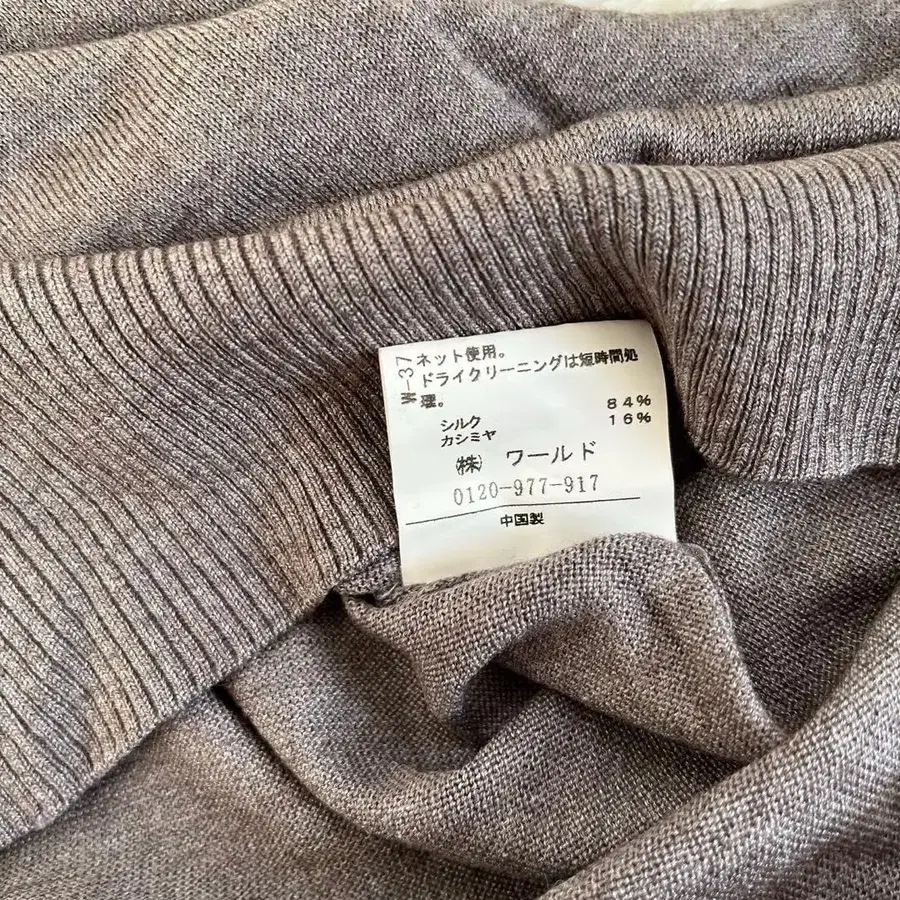 W-37
ネット使用。
ドライクリーニングは短時間処
理。
シルク 84%
カシミヤ 16%
㈱ ワールド
0120-977-917
中国製